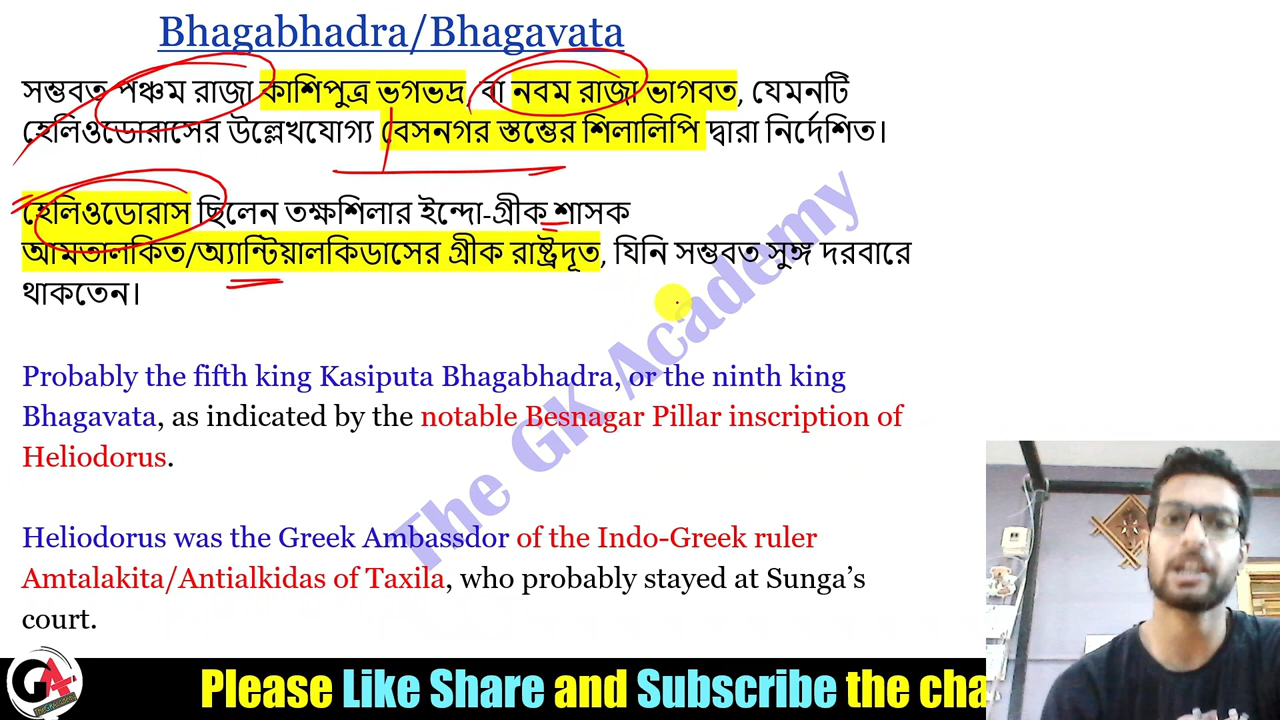 Bhagabhadra/Bhagavata
সম্ভবত পঞ্চম রাজা কাশিপুত্র ভগভদ্র, বা নবম রাজা ভাগবত, যেমনটি
হেলিওডোরাসের উল্লেখযোগ্য বেসনগর স্তম্ভের শিলালিপি দ্বারা নির্দেশিত।
হেলিওডোরাস ছিলেন তক্ষশিলার ইন্দো-গ্রীক শাসক
আমতালকিত/অ্যান্টিয়ালকিডাসের গ্রীক রাষ্ট্রদূত, যিনি সম্ভবত সুঙ্গ দরবারে
থাকতেন।
The GK Academy
Probably the fifth king Kasiputa Bhagabhadra, or the ninth king
Bhagavata, as indicated by the notable Besnagar Pillar inscription of
Heliodorus.
Heliodorus was the Greek Ambassdor of the Indo-Greek ruler
Amtalakita/Antialkidas of Taxila, who probably stayed at Sunga's
court.
Please Like Share and Subscribe the cha